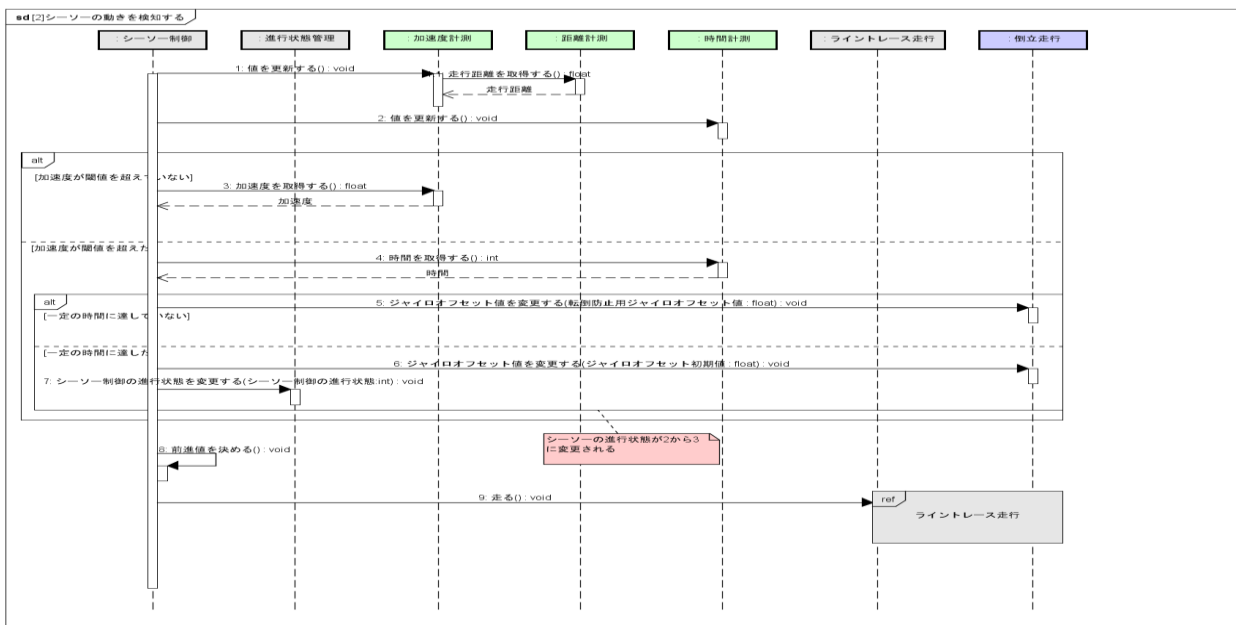 sd [2]シーソーの動きを検知する
: シーソー制御
: 進行状態管理
: 加速度計測
: 距離計測
: 時間計測
: ライントレース走行
: 倒立走行
1: 値を更新する() : void
走行距離を取得する() : float
走行距離
2: 値を更新する() : void
alt
[加速度が閾値を超えていない]
3: 加速度を取得する() : float
加速度
[加速度が閾値を超えた
4: 時間を取得する() : int
時間
alt
5: ジャイロオフセット値を変更する(転倒防止用ジャイロオフセット値 : float) : void
[一定の時間に達していない]
[一定の時間に達した
6: ジャイロオフセット値を変更する(ジャイロオフセット初期値 : float) : void
7: シーソー制御の進行状態を変更する(シーソー制御の進行状態:int) : void
シーソーの進行状態が2から3
に変更される
8: 前進値を決める() : void
9: 走る() : void
ref
ライントレース走行